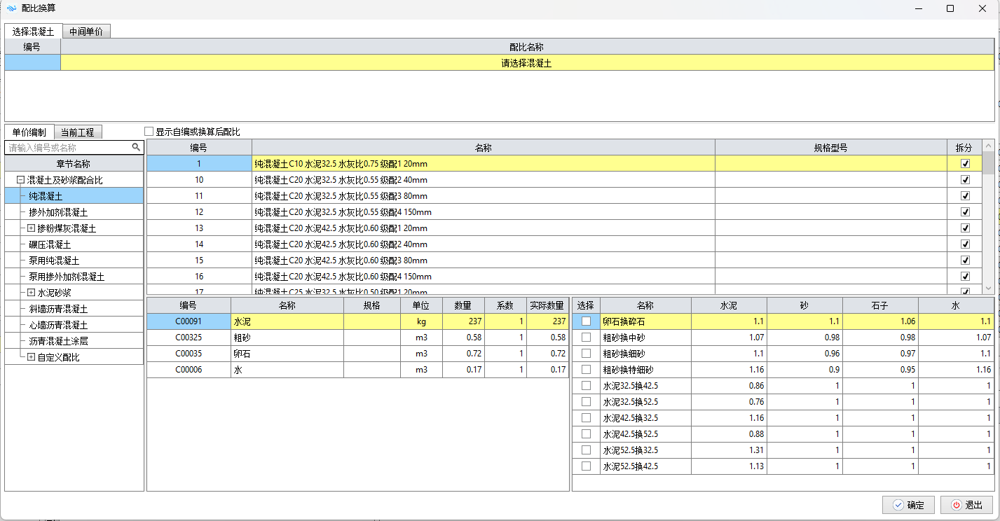 配比换算
选择混凝土 中间单价
编号 配比名称
请选择混凝土
单价编制 当前工程 显示自编或换算后配比
请输入编号或名称
章节名称
混凝土及砂浆配合比
纯混凝土
掺外加剂混凝土
掺粉煤灰混凝土
碾压混凝土
泵用纯混凝土
泵用掺外加剂混凝土
水泥砂浆
斜墙沥青混凝土
心墙沥青混凝土
沥青混凝土涂层
自定义配比
编号 名称 规格型号 拆分
1 纯混凝土C10 水泥32.5 水灰比0.75 级配1 20mm
10 纯混凝土C20 水泥32.5 水灰比0.55 级配2 40mm
11 纯混凝土C20 水泥32.5 水灰比0.55 级配3 80mm
12 纯混凝土C20 水泥32.5 水灰比0.55 级配4 150mm
13 纯混凝土C20 水泥42.5 水灰比0.60 级配1 20mm
14 纯混凝土C20 水泥42.5 水灰比0.60 级配2 40mm
15 纯混凝土C20 水泥42.5 水灰比0.60 级配3 80mm
16 纯混凝土C20 水泥42.5 水灰比0.60 级配4 150mm
17 纯混凝土C25 水泥32.5 水灰比0.50 级配1 20mm
编号 名称 规格 单位 数量 系数 实际数量
C00091 水泥 kg 237 1 237
C00325 粗砂 m3 0.58 1 0.58
C00035 卵石 m3 0.72 1 0.72
C00006 水 m3 0.17 1 0.17
选择 名称 水泥 砂 石子 水
卵石换碎石 1.1 1.1 1.06 1.1
粗砂换中砂 1.07 0.98 0.98 1.07
粗砂换细砂 1.1 0.96 0.97 1.1
粗砂换特细砂 1.16 0.9 0.95 1.16
水泥32.5换42.5 0.86 1 1 1
水泥32.5换52.5 0.76 1 1 1
水泥42.5换32.5 1.16 1 1 1
水泥42.5换52.5 0.88 1 1 1
水泥52.5换32.5 1.31 1 1 1
水泥52.5换42.5 1.13 1 1 1
确定 退出